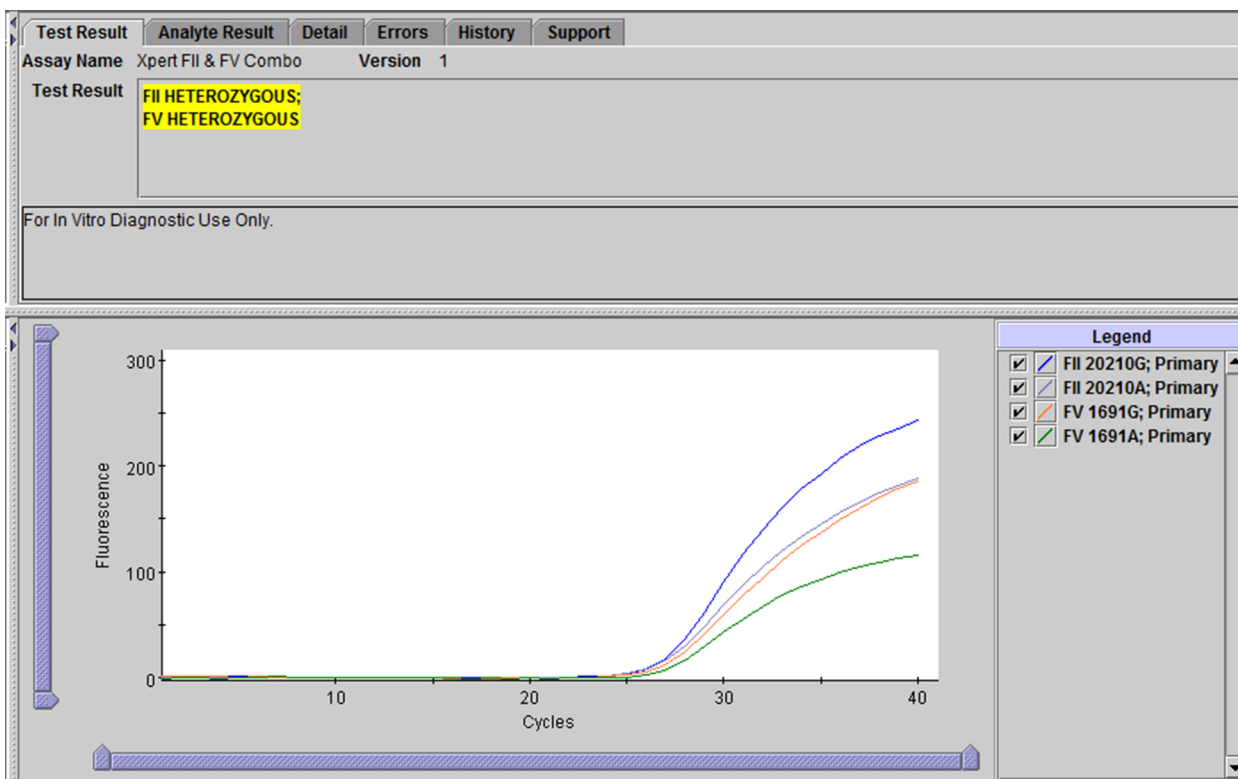 Test Result Analyte Result Detail Errors History Support
Assay Name Xpert FII & FV Combo Version 1
Test Result FII HETEROZYGOUS;
FV HETEROZYGOUS
For In Vitro Diagnostic Use Only.
Legend
FII 20210G; Primary
FII 20210A; Primary
FV 1691G; Primary
FV 1691A; Primary
300
200
100
0
Fluorescence
10 20 30 40
Cycles